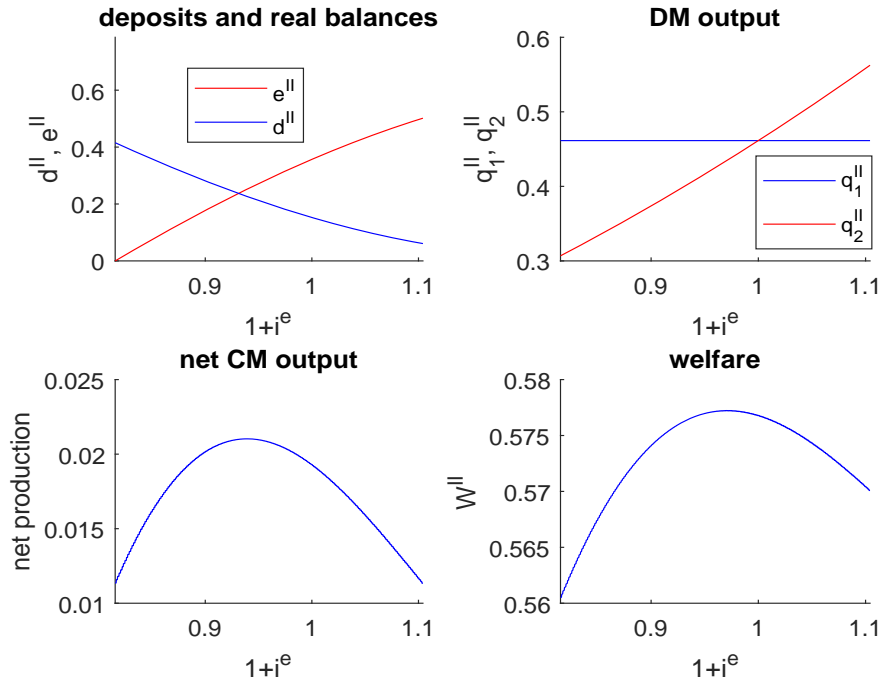 deposits and real balances
d^II, e^II
0.6
0.4
0.2
0
e^II
d^II
0.9
1
1.1
1+i^e
DM output
q_1^II, q_2^II
0.6
0.5
0.4
0.3
q_1^II
q_2^II
0.9
1
1.1
1+i^e
net CM output
net production
0.025
0.02
0.015
0.01
0.9
1
1.1
1+i^e
welfare
W^II
0.58
0.575
0.57
0.565
0.56
0.9
1
1.1
1+i^e